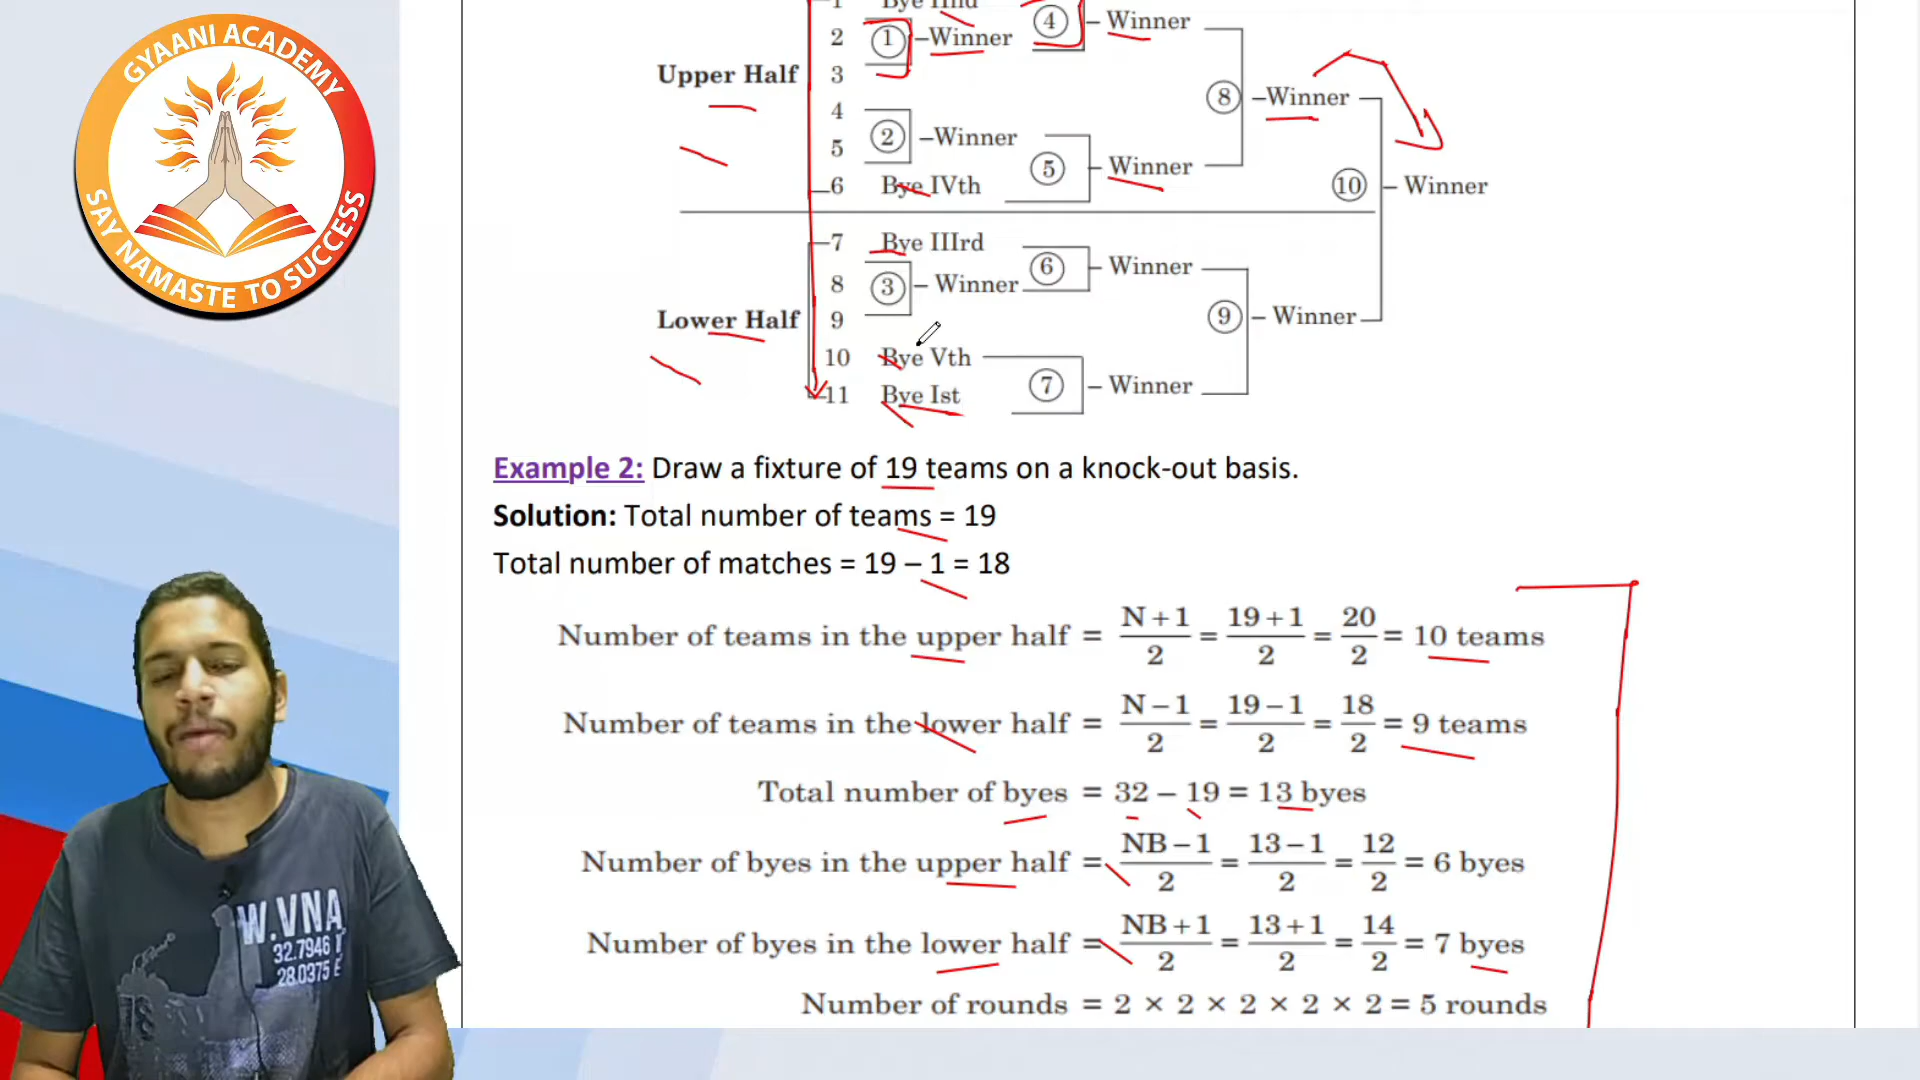 GYAANI ACADEMY
SAY NAMASTE TO SUCCESS
1 Bye IInd
2 1 –Winner 4 – Winner
Upper Half 3
8 –Winner
4
2 –Winner
5 5 – Winner
6 Bye IVth 10 – Winner
7 Bye IIIrd 6 – Winner
8 3 – Winner
Lower Half 9 9 – Winner
10 Bye Vth
7 – Winner
11 Bye Ist
Example 2: Draw a fixture of 19 teams on a knock-out basis.
Solution: Total number of teams = 19
Total number of matches = 19 – 1 = 18
Number of teams in the upper half = N + 1 / 2 = 19 + 1 / 2 = 20 / 2 = 10 teams
Number of teams in the lower half = N − 1 / 2 = 19 − 1 / 2 = 18 / 2 = 9 teams
Total number of byes = 32 − 19 = 13 byes
Number of byes in the upper half = NB − 1 / 2 = 13 − 1 / 2 = 12 / 2 = 6 byes
Number of byes in the lower half = NB + 1 / 2 = 13 + 1 / 2 = 14 / 2 = 7 byes
Number of rounds = 2 × 2 × 2 × 2 × 2 = 5 rounds
W.VNA
32.7946
28.0375 E